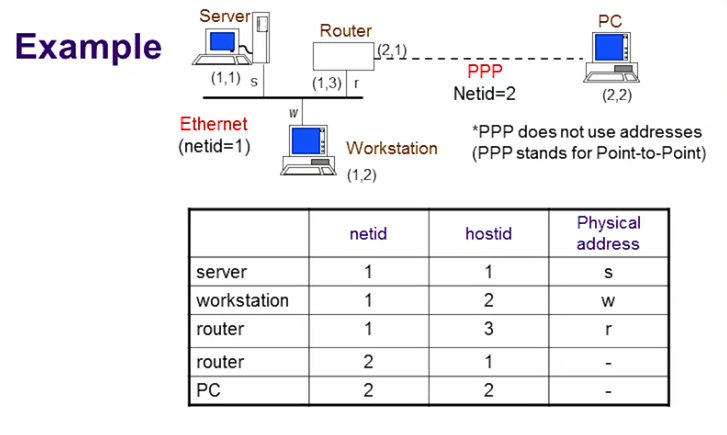 Example
Server
Router
PC
(2,1)
(1,1)
s
(1,3)
r
PPP
Netid=2
(2,2)
w
Ethernet
(netid=1)
Workstation
(1,2)
*PPP does not use addresses
(PPP stands for Point-to-Point)
netid hostid Physical
address
server 1 1 s
workstation 1 2 w
router 1 3 r
router 2 1 -
PC 2 2 -